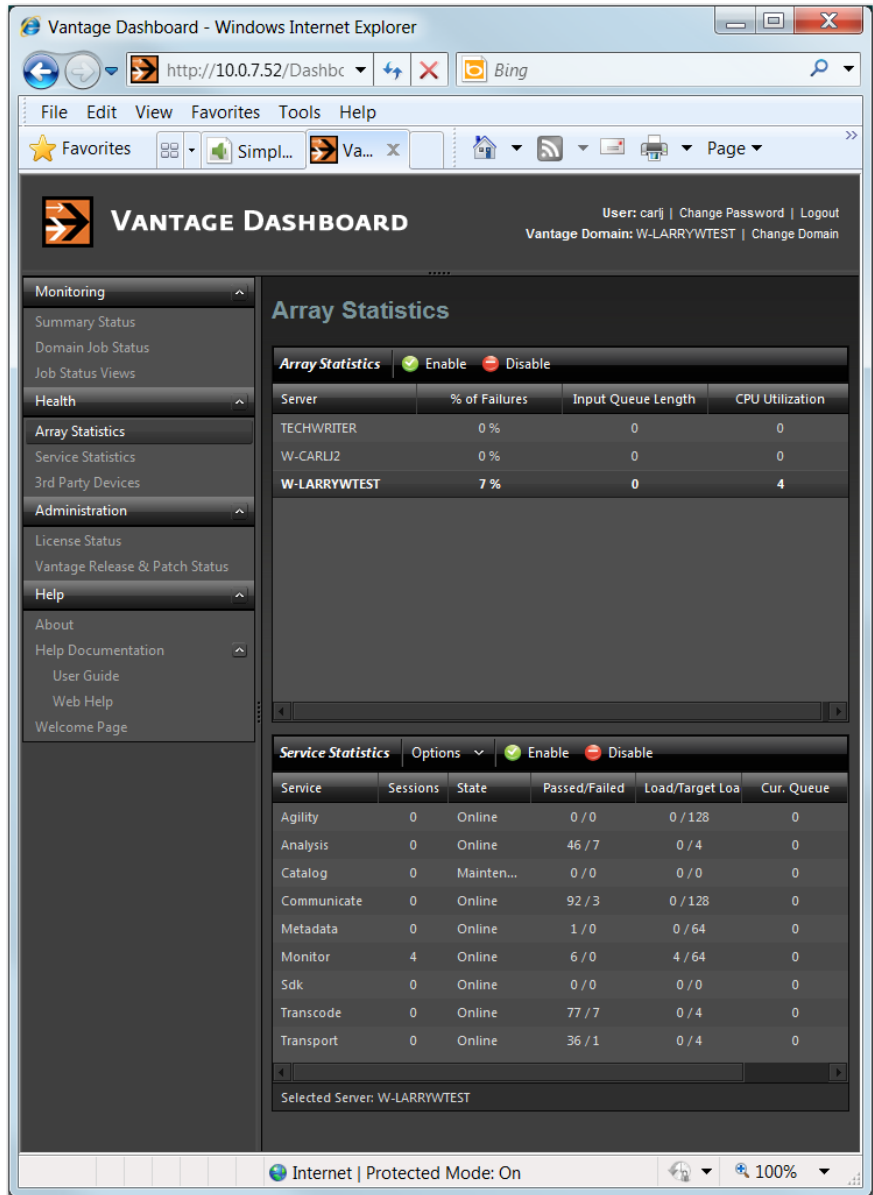 Vantage Dashboard - Windows Internet Explorer
http://10.0.7.52/Dashbc
Bing
File Edit View Favorites Tools Help
Favorites Simpl... Va... Page
VANTAGE DASHBOARD
User: carlj | Change Password | Logout
Vantage Domain: W-LARRYWTEST | Change Domain
Monitoring
Summary Status
Domain Job Status
Job Status Views
Health
Array Statistics
Service Statistics
3rd Party Devices
Administration
License Status
Vantage Release & Patch Status
Help
About
Help Documentation
User Guide
Web Help
Welcome Page
Array Statistics
Array Statistics Enable Disable
Server % of Failures Input Queue Length CPU Utilization
TECHWRITER 0 % 0 0
W-CARLJ2 0 % 0 0
W-LARRYWTEST 7 % 0 4
Service Statistics Options Enable Disable
Service Sessions State Passed/Failed Load/Target Loa Cur. Queue
Agility 0 Online 0 / 0 0 / 128 0
Analysis 0 Online 46 / 7 0 / 4 0
Catalog 0 Mainten... 0 / 0 0 / 0 0
Communicate 0 Online 92 / 3 0 / 128 0
Metadata 0 Online 1 / 0 0 / 64 0
Monitor 4 Online 6 / 0 4 / 64 0
Sdk 0 Online 0 / 0 0 / 0 0
Transcode 0 Online 77 / 7 0 / 4 0
Transport 0 Online 36 / 1 0 / 4 0
Selected Server: W-LARRYWTEST
Internet | Protected Mode: On 100%